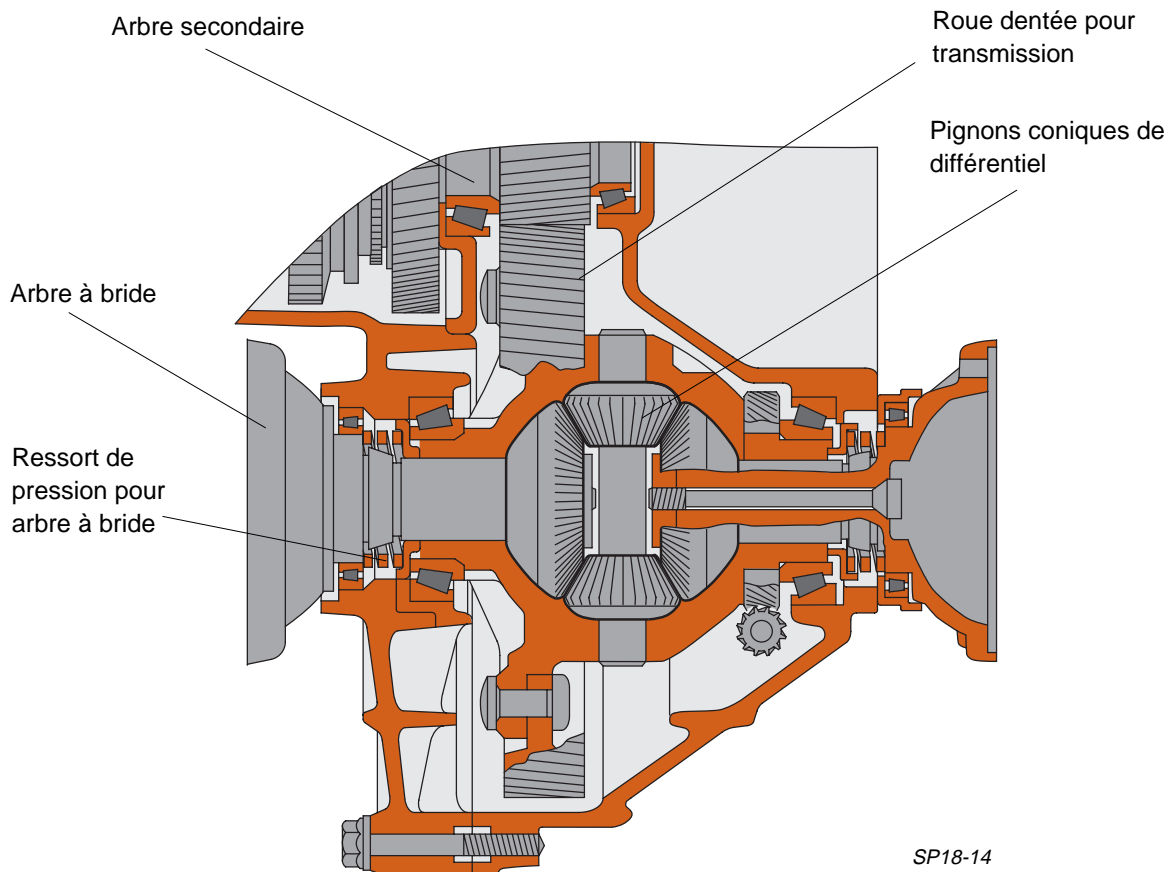 Arbre secondaire
Roue dentée pour
transmission
Pignons coniques de
différentiel
Arbre à bride
Ressort de
pression pour
arbre à bride
SP18-14